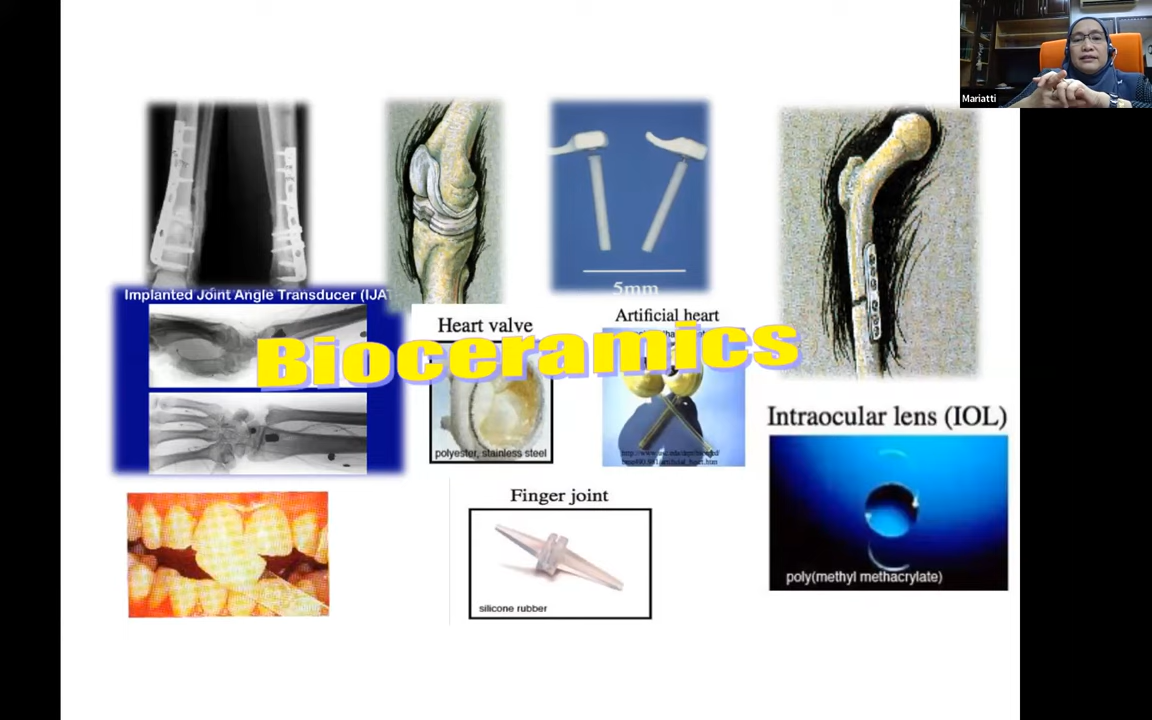 Mariatti
5mm
Implanted Joint Angle Transducer (IJAT
Heart valve
Artificial heart
Bioceramics
polyester, stainless steel
Intraocular lens (IOL)
Finger joint
poly(methyl methacrylate)
silicone rubber